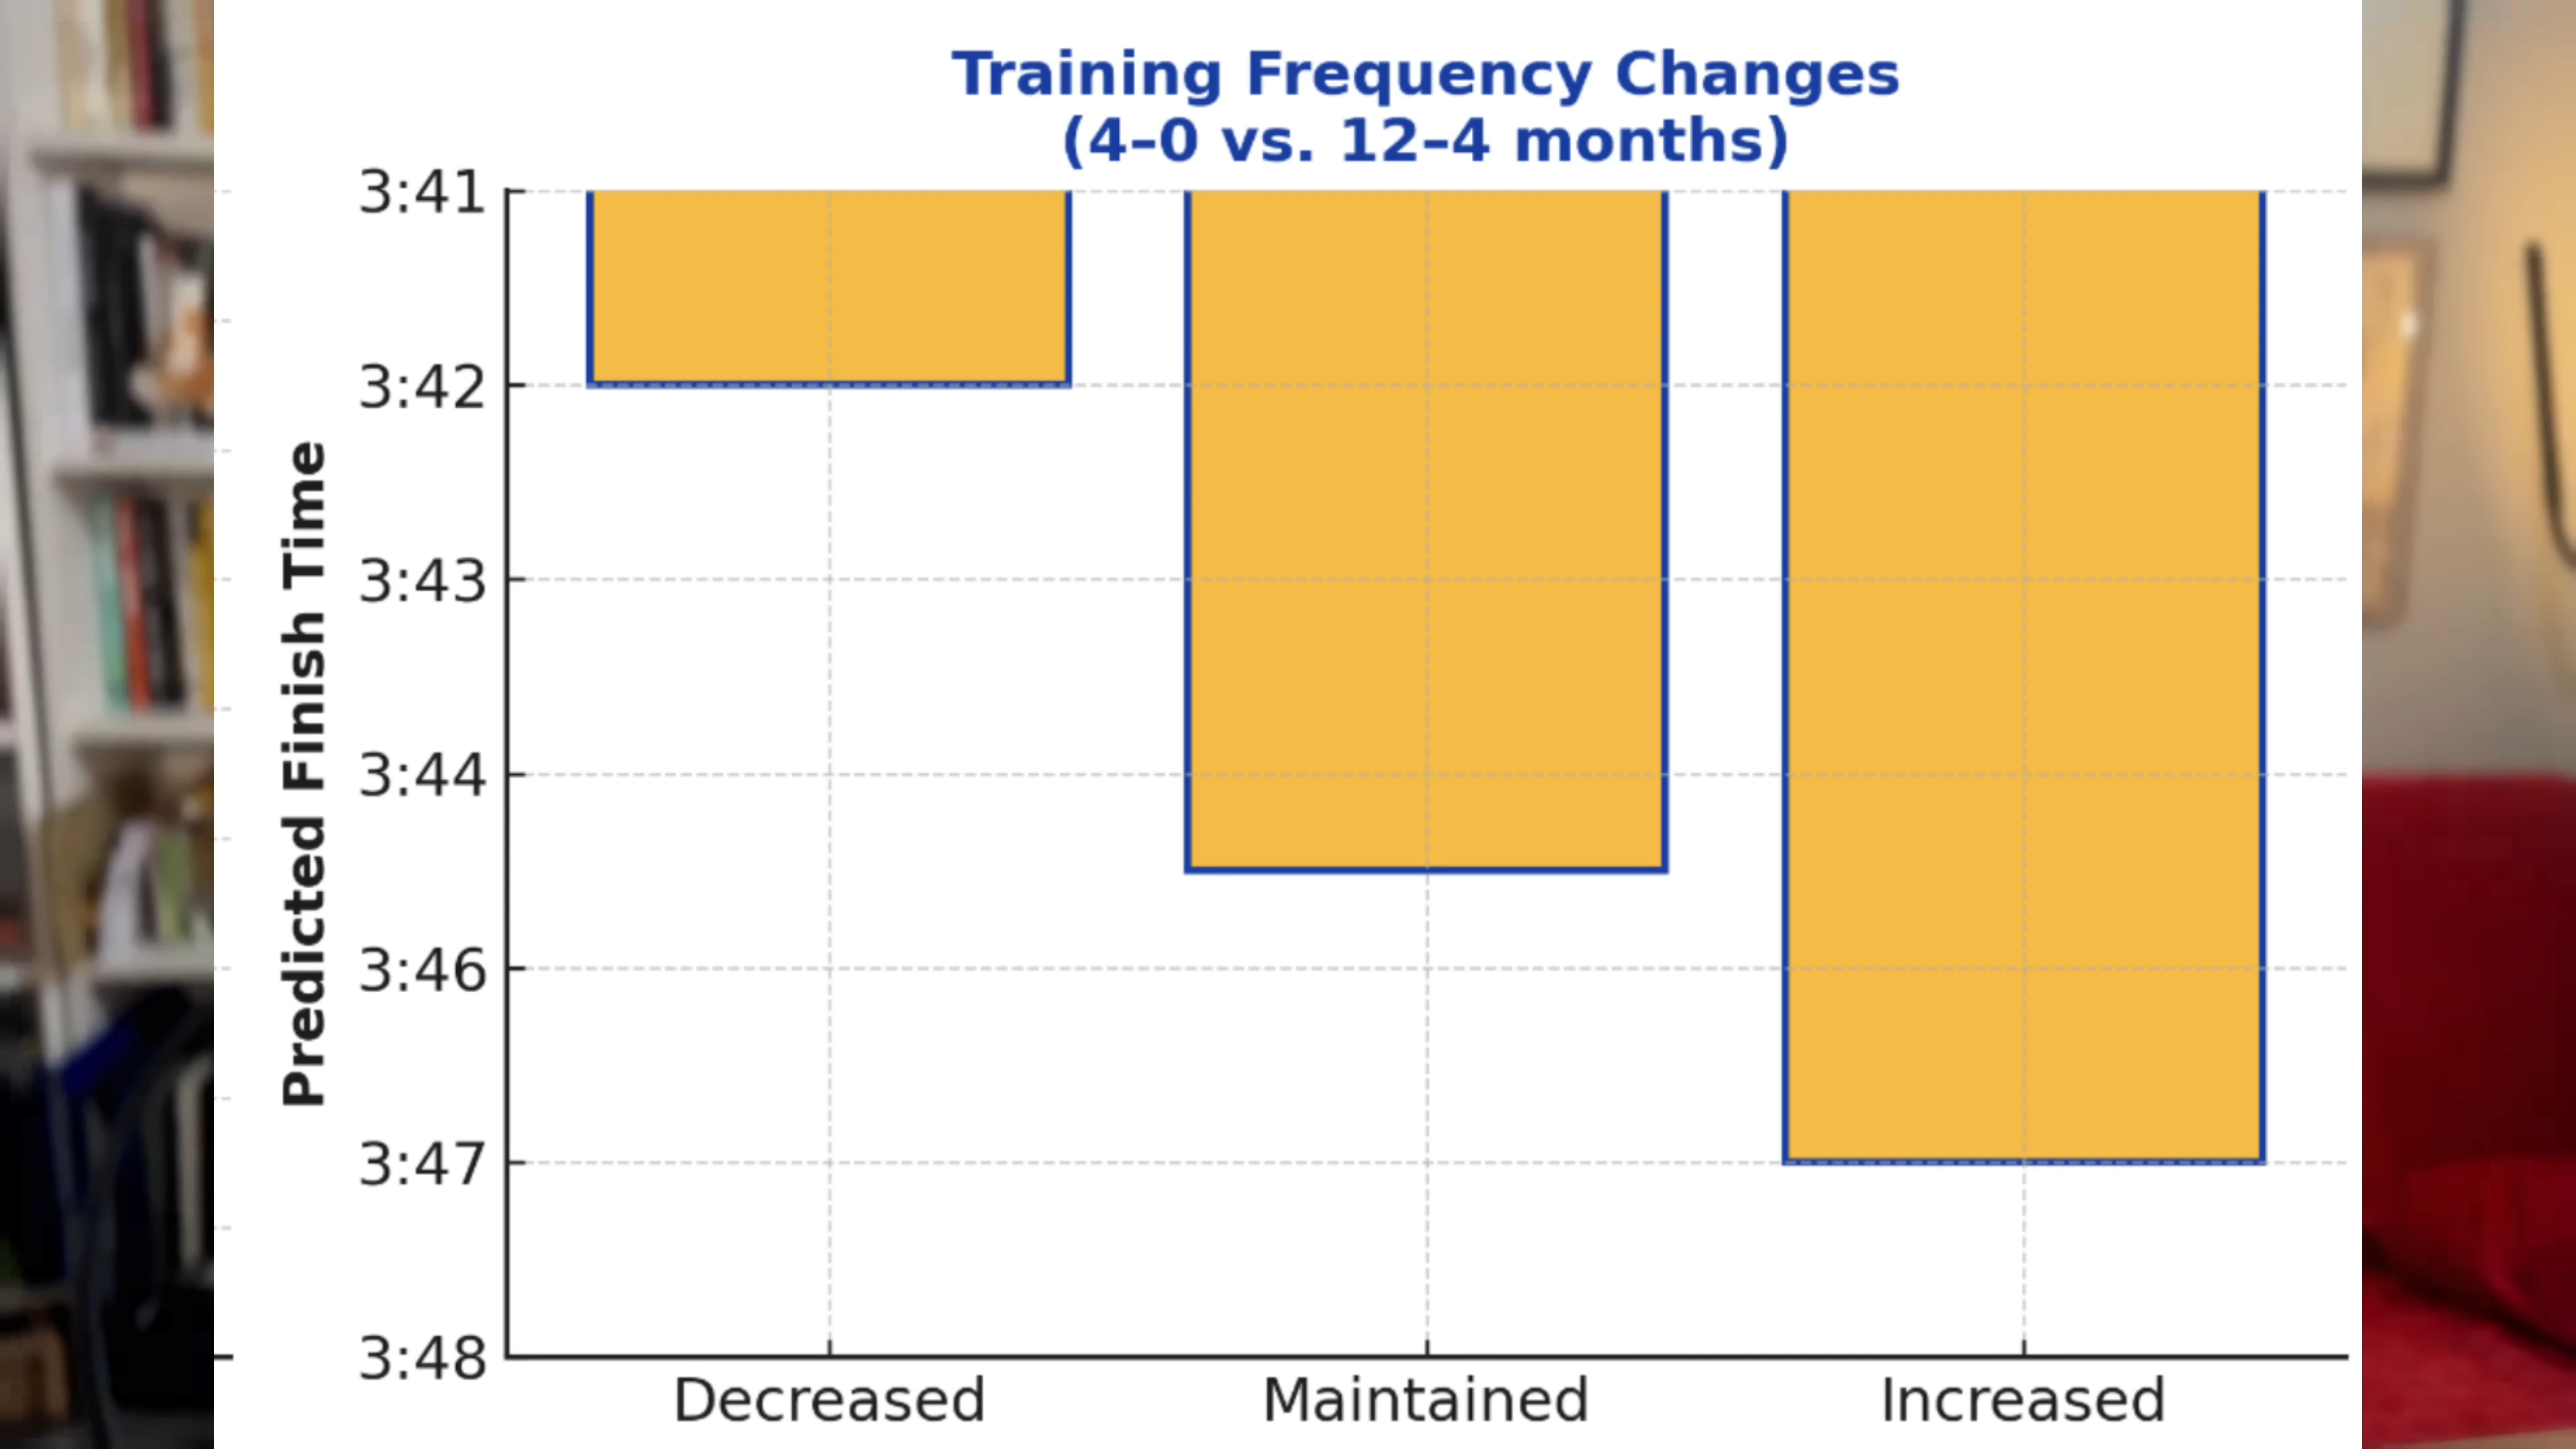 Training Frequency Changes
(4–0 vs. 12–4 months)
Predicted Finish Time
3:41
3:42
3:43
3:44
3:46
3:47
3:48
Decreased
Maintained
Increased